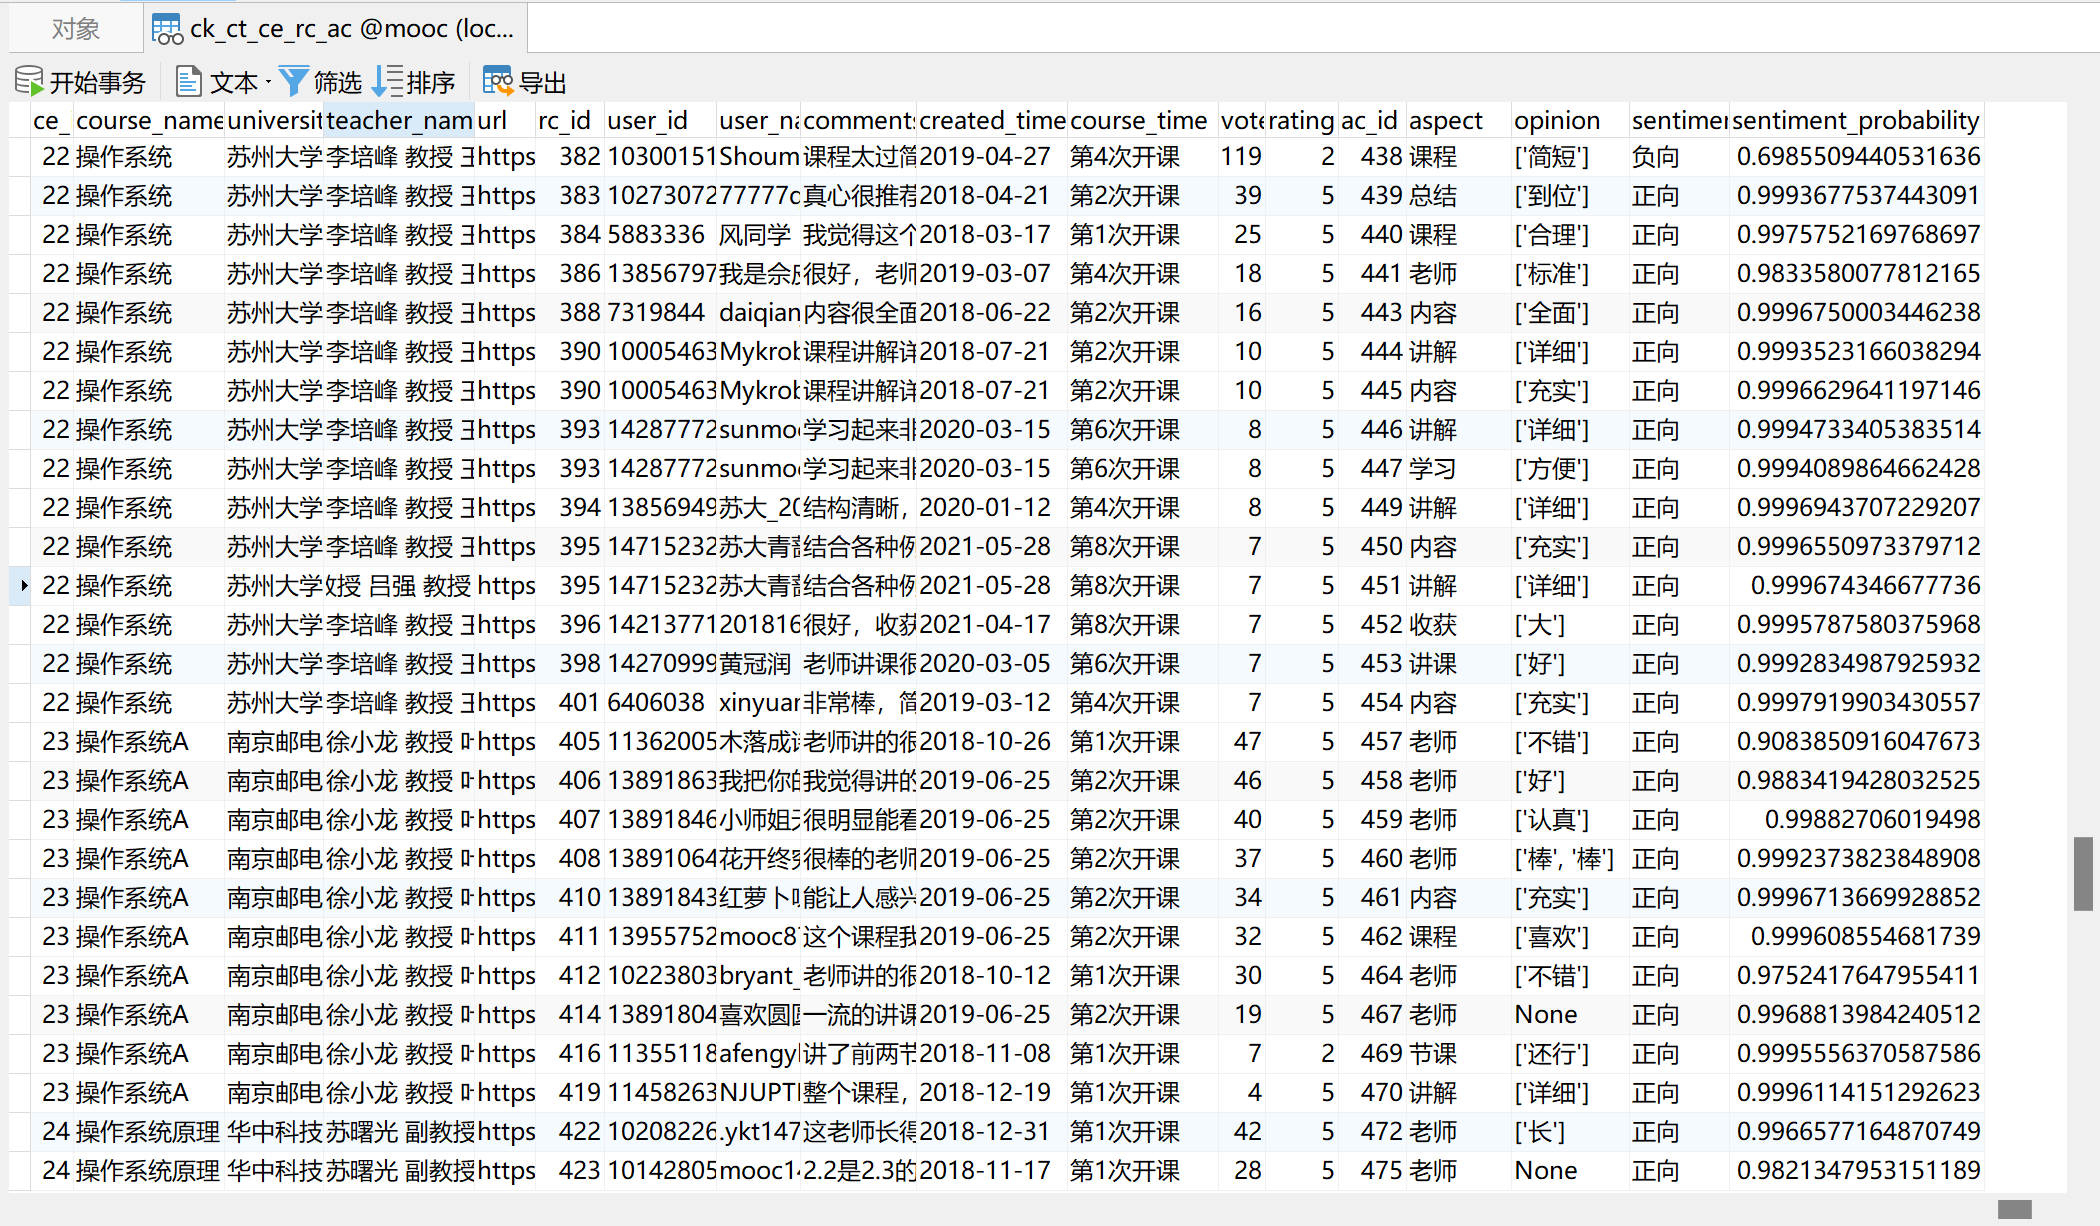 对象 ck_ct_ce_rc_ac @mooc (loc...
开始事务 文本 筛选 排序 导出
ce_ course_name universit teacher_nam url rc_id user_id user_na comments created_time course_time vote rating ac_id aspect opinion sentimen sentiment_probability
22 操作系统 苏州大学 李培峰 教授 https 382 10300151 Shoum 课程太过简 2019-04-27 第4次开课 119 2 438 课程 ['简短'] 负向 0.6985509440531636
22 操作系统 苏州大学 李培峰 教授 https 383 10273072 77777c 真心很推荐 2018-04-21 第2次开课 39 5 439 总结 ['到位'] 正向 0.9993677537443091
22 操作系统 苏州大学 李培峰 教授 https 384 5883336 风同学 我觉得这个 2018-03-17 第1次开课 25 5 440 课程 ['合理'] 正向 0.9975752169768697
22 操作系统 苏州大学 李培峰 教授 https 386 13856797 我是佘 很好，老师 2019-03-07 第4次开课 18 5 441 老师 ['标准'] 正向 0.9833580077812165
22 操作系统 苏州大学 李培峰 教授 https 388 7319844 daiqian 内容很全面 2018-06-22 第2次开课 16 5 443 内容 ['全面'] 正向 0.9996750003446238
22 操作系统 苏州大学 李培峰 教授 https 390 10005463 Mykrob 课程讲解详 2018-07-21 第2次开课 10 5 444 讲解 ['详细'] 正向 0.9993523166038294
22 操作系统 苏州大学 李培峰 教授 https 390 10005463 Mykrob 课程讲解详 2018-07-21 第2次开课 10 5 445 内容 ['充实'] 正向 0.9996629641197146
22 操作系统 苏州大学 李培峰 教授 https 393 14287772 sunmo 学习起来非 2020-03-15 第6次开课 8 5 446 讲解 ['详细'] 正向 0.9994733405383514
22 操作系统 苏州大学 李培峰 教授 https 393 14287772 sunmo 学习起来非 2020-03-15 第6次开课 8 5 447 学习 ['方便'] 正向 0.9994089864662428
22 操作系统 苏州大学 李培峰 教授 https 394 13856949 苏大_20 结构清晰， 2020-01-12 第4次开课 8 5 449 讲解 ['详细'] 正向 0.9996943707229207
22 操作系统 苏州大学 李培峰 教授 https 395 14715232 苏大青 结合各种例 2021-05-28 第8次开课 7 5 450 内容 ['充实'] 正向 0.9996550973379712
22 操作系统 苏州大学 教授 吕强 教授 https 395 14715232 苏大青 结合各种例 2021-05-28 第8次开课 7 5 451 讲解 ['详细'] 正向 0.999674346677736
22 操作系统 苏州大学 李培峰 教授 https 396 14213771 201816 很好，收获 2021-04-17 第8次开课 7 5 452 收获 ['大'] 正向 0.9995787580375968
22 操作系统 苏州大学 李培峰 教授 https 398 14270999 黄冠润 老师讲课很 2020-03-05 第6次开课 7 5 453 讲课 ['好'] 正向 0.9992834987925932
22 操作系统 苏州大学 李培峰 教授 https 401 6406038 xinyuan 非常棒，简 2019-03-12 第4次开课 7 5 454 内容 ['充实'] 正向 0.9997919903430557
23 操作系统A 南京邮电 徐小龙 教授 https 405 11362005 木落成 老师讲的很 2018-10-26 第1次开课 47 5 457 老师 ['不错'] 正向 0.9083850916047673
23 操作系统A 南京邮电 徐小龙 教授 https 406 13891863 我把你的 我觉得讲的 2019-06-25 第2次开课 46 5 458 老师 ['好'] 正向 0.9883419428032525
23 操作系统A 南京邮电 徐小龙 教授 https 407 13891846 小师姐 很明显能看 2019-06-25 第2次开课 40 5 459 老师 ['认真'] 正向 0.99882706019498
23 操作系统A 南京邮电 徐小龙 教授 https 408 13891064 花开终 很棒的老师 2019-06-25 第2次开课 37 5 460 老师 ['棒', '棒'] 正向 0.9992373823848908
23 操作系统A 南京邮电 徐小龙 教授 https 410 13891843 红萝卜 能让人感兴 2019-06-25 第2次开课 34 5 461 内容 ['充实'] 正向 0.9996713669928852
23 操作系统A 南京邮电 徐小龙 教授 https 411 13955752 mooc8 这个课程我 2019-06-25 第2次开课 32 5 462 课程 ['喜欢'] 正向 0.999608554681739
23 操作系统A 南京邮电 徐小龙 教授 https 412 10223803 bryant_ 老师讲的很 2018-10-12 第1次开课 30 5 464 老师 ['不错'] 正向 0.9752417647955411
23 操作系统A 南京邮电 徐小龙 教授 https 414 13891804 喜欢圆圆 一流的讲课 2019-06-25 第2次开课 19 5 467 老师 None 正向 0.9968813984240512
23 操作系统A 南京邮电 徐小龙 教授 https 416 11355118 afengyl 讲了前两节 2018-11-08 第1次开课 7 2 469 节课 ['还行'] 正向 0.9995556370587586
23 操作系统A 南京邮电 徐小龙 教授 https 419 11458263 NJUPT 整个课程， 2018-12-19 第1次开课 4 5 470 讲解 ['详细'] 正向 0.9996114151292623
24 操作系统原理 华中科技 苏曙光 副教授 https 422 10208226 .ykt147 这老师长得 2018-12-31 第1次开课 42 5 472 老师 ['长'] 正向 0.9966577164870749
24 操作系统原理 华中科技 苏曙光 副教授 https 423 10142805 mooc14 2.2是2.3的 2018-11-17 第1次开课 28 5 475 老师 None 正向 0.9821347953151189